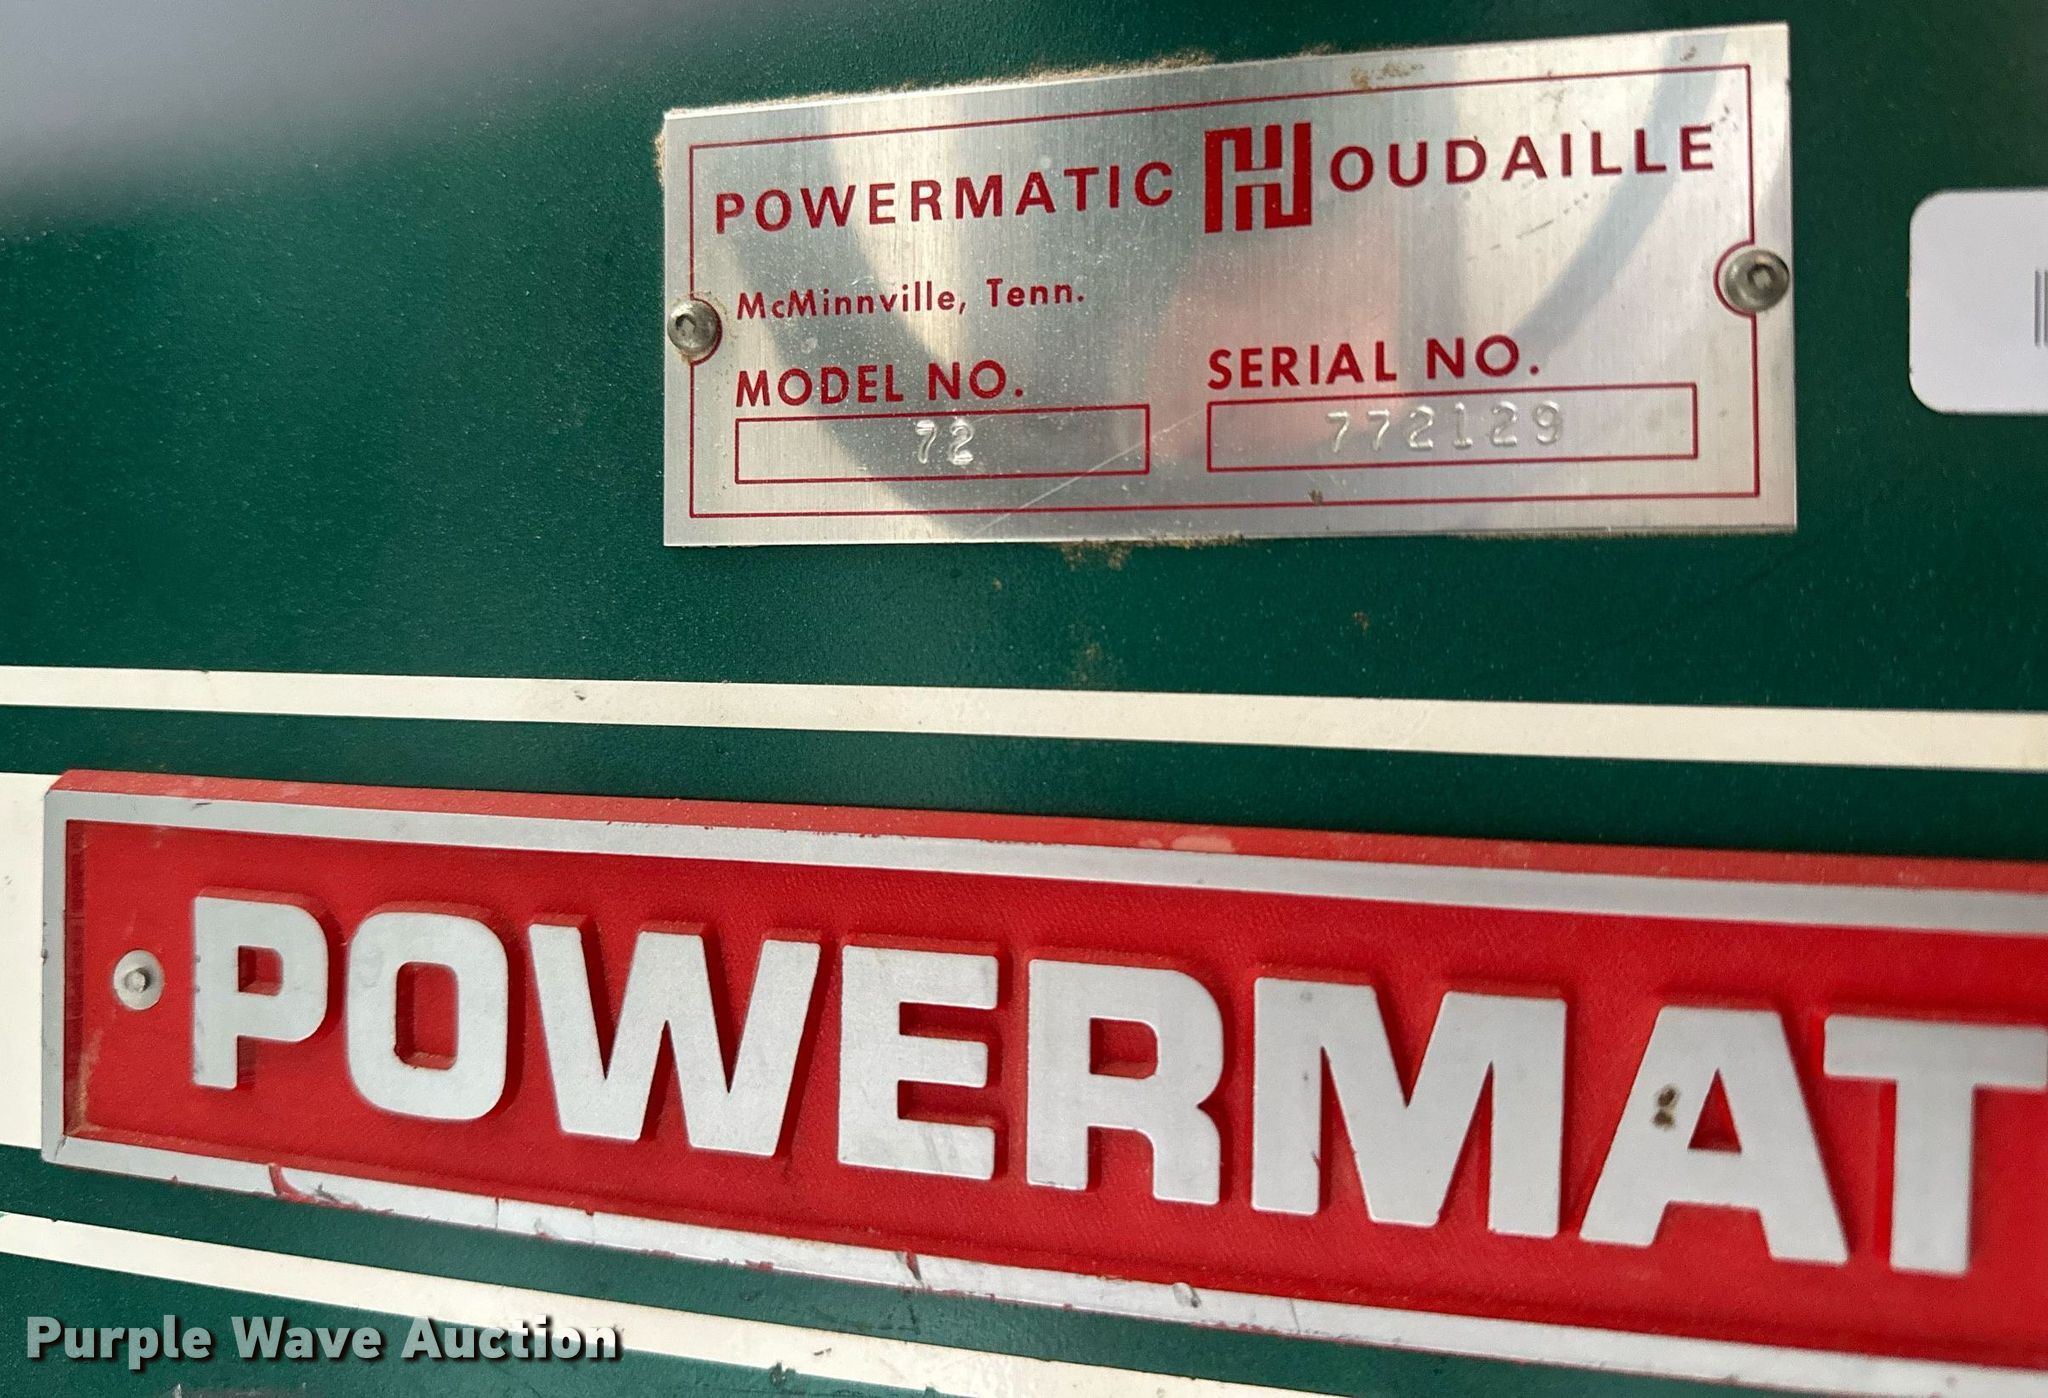 POWERMATIC HOUDAILLE
McMinnville, Tenn.
MODEL NO. SERIAL NO.
72 772129
POWERMAT
Purple Wave Auction